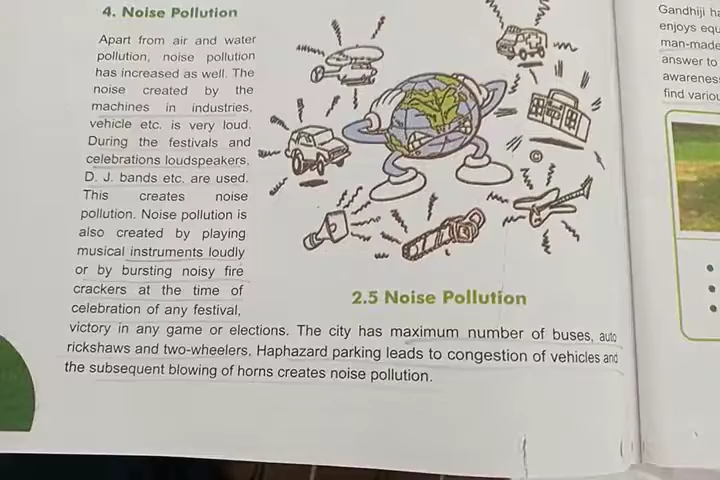 4. Noise Pollution
Apart from air and water
pollution, noise pollution
has increased as well. The
noise created by the
machines in industries,
vehicle etc. is very loud.
During the festivals and
celebrations loudspeakers,
D. J. bands etc. are used.
This creates noise
pollution. Noise pollution is
also created by playing
musical instruments loudly
or by bursting noisy fire
crackers at the time of
celebration of any festival,
victory in any game or elections. The city has maximum number of buses, auto
rickshaws and two-wheelers. Haphazard parking leads to congestion of vehicles and
the subsequent blowing of horns creates noise pollution.
©
2.5 Noise Pollution
Gandhiji
enjoys
man-made
answer to
awareness
find